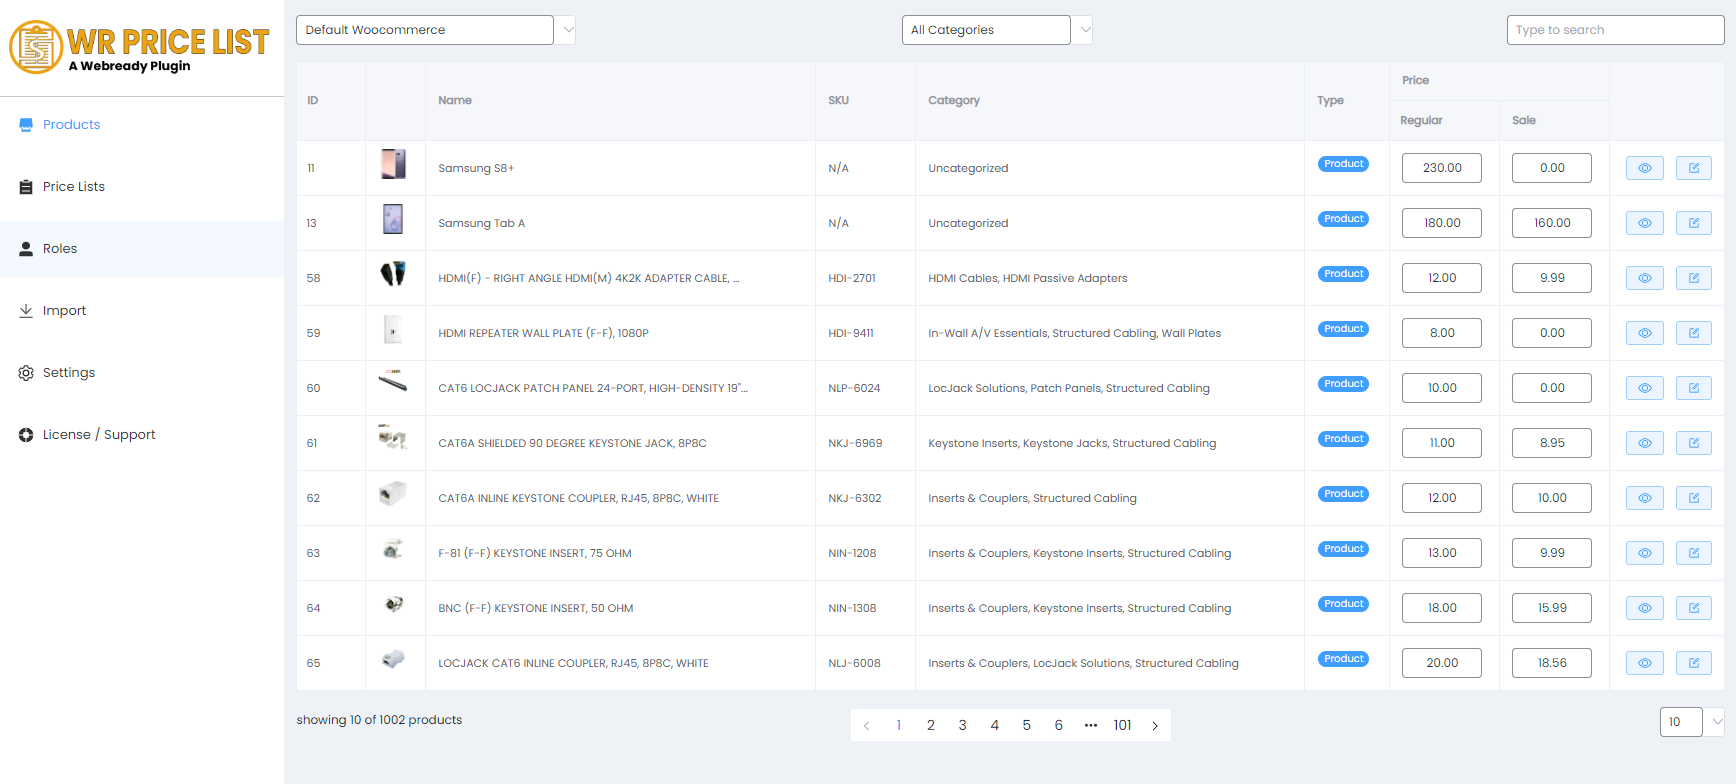 WR PRICE LIST
A Webready Plugin
Products
Price Lists
Roles
Import
Settings
License / Support
Default Woocommerce
All Categories
Type to search
ID Name SKU Category Type Price
Regular Sale
11 Samsung S8+ N/A Uncategorized Product 230.00 0.00
13 Samsung Tab A N/A Uncategorized Product 180.00 160.00
58 HDMI(F) - RIGHT ANGLE HDMI(M) 4K2K ADAPTER CABLE, ... HDI-2701 HDMI Cables, HDMI Passive Adapters Product 12.00 9.99
59 HDMI REPEATER WALL PLATE (F-F), 1080P HDI-9411 In-Wall A/V Essentials, Structured Cabling, Wall Plates Product 8.00 0.00
60 CAT6 LOCJACK PATCH PANEL 24-PORT, HIGH-DENSITY 19"... NLP-6024 LocJack Solutions, Patch Panels, Structured Cabling Product 10.00 0.00
61 CAT6A SHIELDED 90 DEGREE KEYSTONE JACK, 8P8C NKJ-6969 Keystone Inserts, Keystone Jacks, Structured Cabling Product 11.00 8.95
62 CAT6A INLINE KEYSTONE COUPLER, RJ45, 8P8C, WHITE NKJ-6302 Inserts & Couplers, Structured Cabling Product 12.00 10.00
63 F-81 (F-F) KEYSTONE INSERT, 75 OHM NIN-1208 Inserts & Couplers, Keystone Inserts, Structured Cabling Product 13.00 9.99
64 BNC (F-F) KEYSTONE INSERT, 50 OHM NIN-1308 Inserts & Couplers, Keystone Inserts, Structured Cabling Product 18.00 15.99
65 LOCJACK CAT6 INLINE COUPLER, RJ45, 8P8C, WHITE NLJ-6008 Inserts & Couplers, LocJack Solutions, Structured Cabling Product 20.00 18.56
showing 10 of 1002 products
1 2 3 4 5 6 ••• 101
10